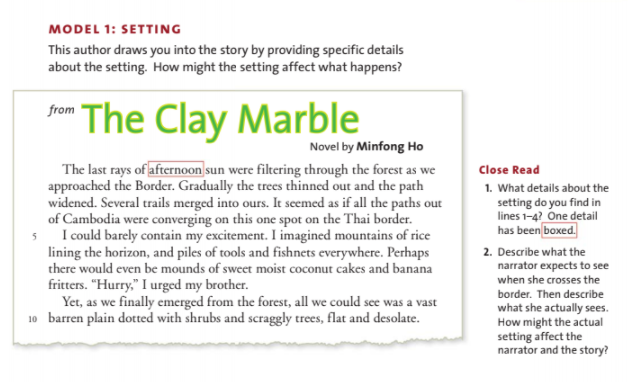 MODEL 1: SETTING
This author draws you into the story by providing specific details
about the setting. How might the setting affect what happens?
from The Clay Marble
Novel by Minfong Ho
The last rays of afternoon sun were filtering through the forest as we
approached the Border. Gradually the trees thinned out and the path
widened. Several trails merged into ours. It seemed as if all the paths out
of Cambodia were converging on this one spot on the Thai border.
5 I could barely contain my excitement. I imagined mountains of rice
lining the horizon, and piles of tools and fishnets everywhere. Perhaps
there would even be mounds of sweet moist coconut cakes and banana
fritters. “Hurry,” I urged my brother.
Yet, as we finally emerged from the forest, all we could see was a vast
10 barren plain dotted with shrubs and scraggly trees, flat and desolate.
Close Read
1. What details about the
setting do you find in
lines 1–4? One detail
has been boxed.
2. Describe what the
narrator expects to see
when she crosses the
border. Then describe
what she actually sees.
How might the actual
setting affect the
narrator and the story?